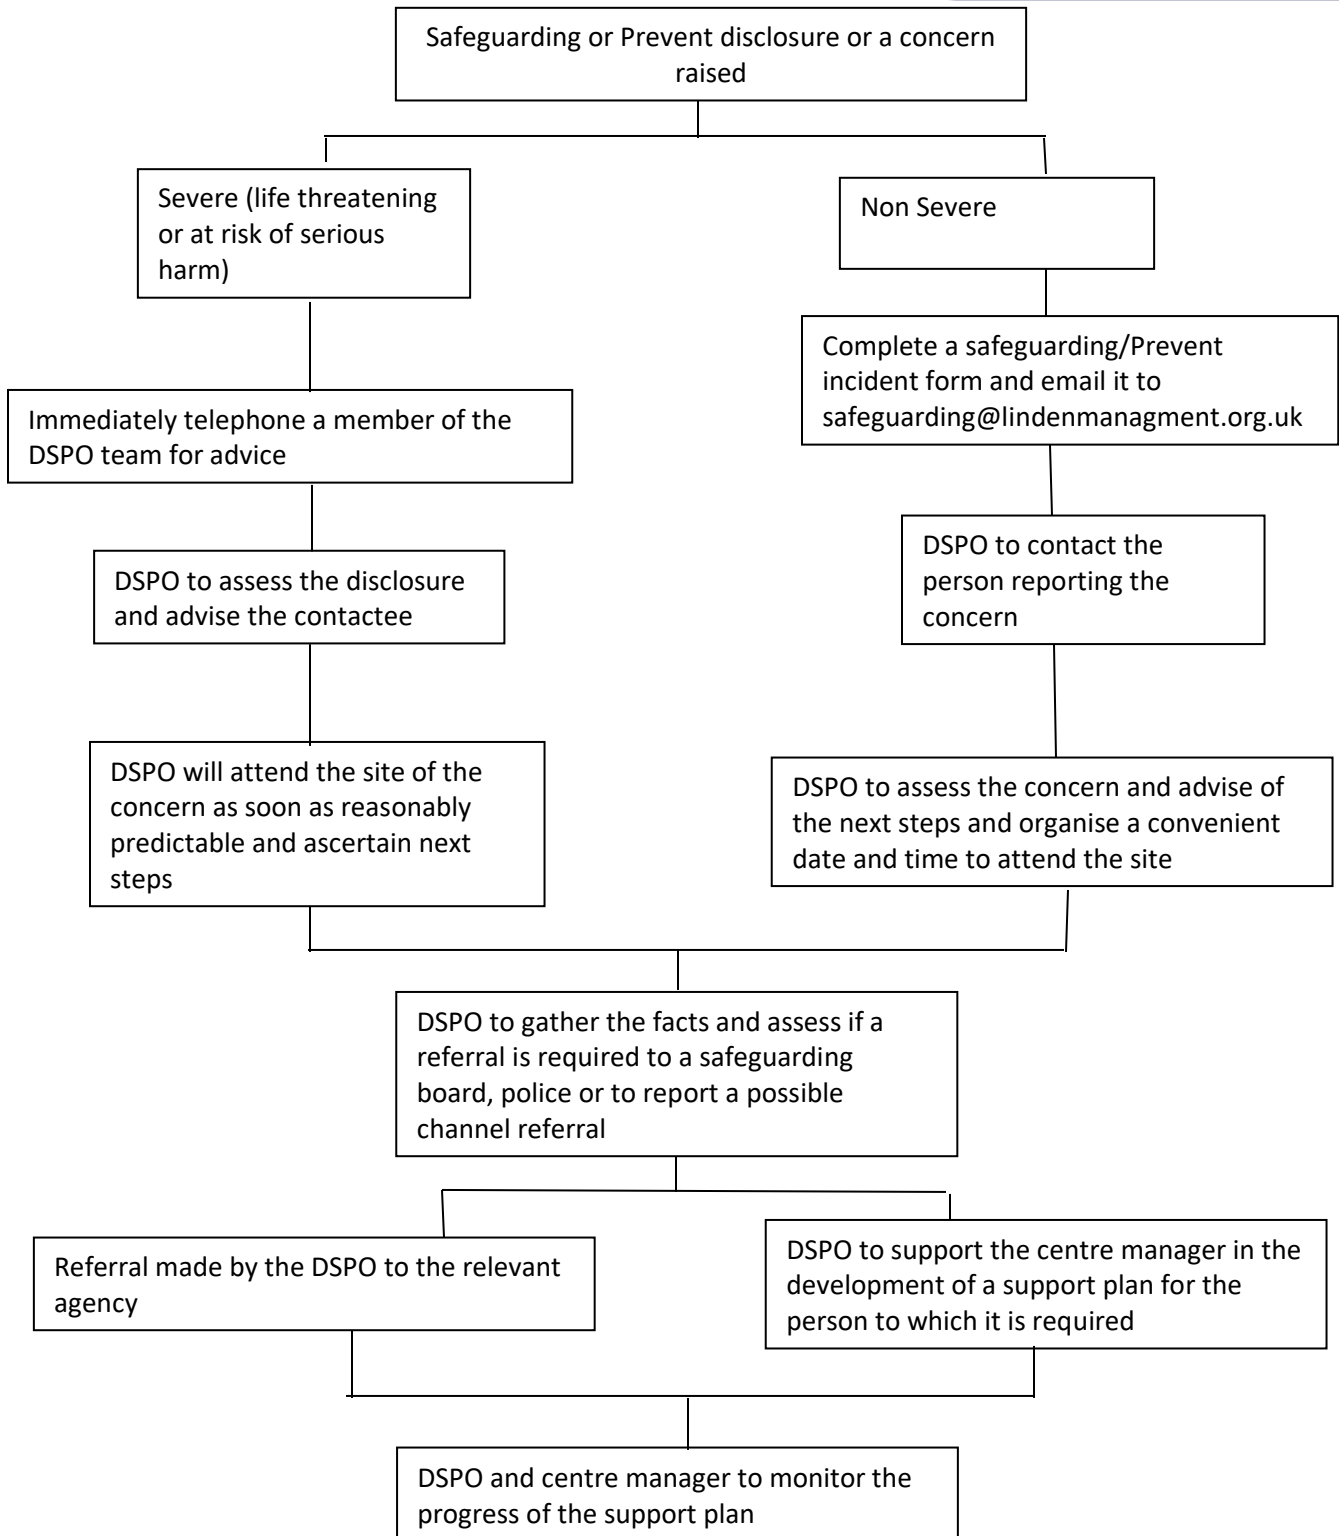 Safeguarding or Prevent disclosure or a concern
raised
Severe (life threatening
or at risk of serious
harm)
Non Severe
Complete a safeguarding/Prevent
incident form and email it to
safeguarding@lindenmanagment.org.uk
Immediately telephone a member of the
DSPO team for advice
DSPO to contact the
person reporting the
concern
DSPO to assess the disclosure
and advise the contactee
DSPO will attend the site of the
concern as soon as reasonably
predictable and ascertain next
steps
DSPO to assess the concern and advise of
the next steps and organise a convenient
date and time to attend the site
DSPO to gather the facts and assess if a
referral is required to a safeguarding
board, police or to report a possible
channel referral
Referral made by the DSPO to the relevant
agency
DSPO to support the centre manager in the
development of a support plan for the
person to which it is required
DSPO and centre manager to monitor the
progress of the support plan